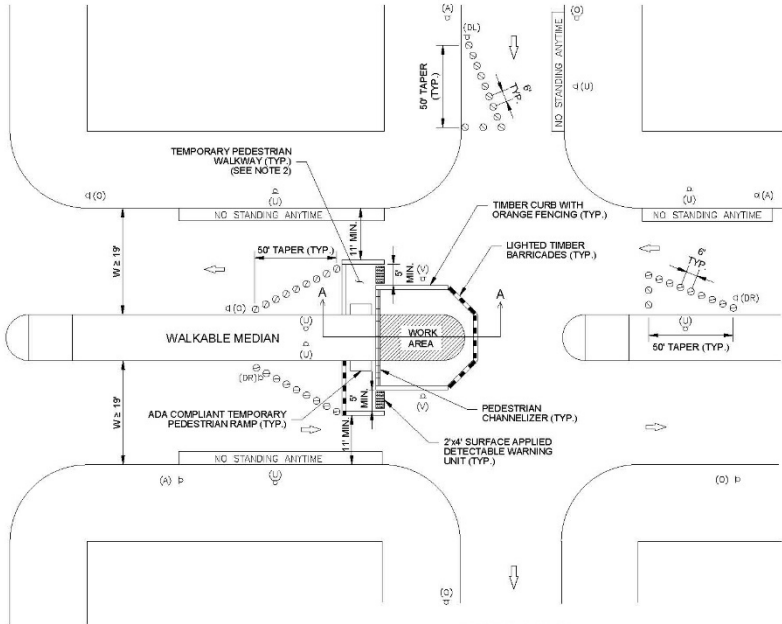 (A)
(O)
(DL)
50' TAPER
(TYP.)
6'
TYP.
NO STANDING ANYTIME
(U)
TEMPORARY PEDESTRIAN
WALKWAY (TYP.)
(SEE NOTE 2)
(O)
(U)
NO STANDING ANYTIME
TIMBER CURB WITH
ORANGE FENCING (TYP.)
(U)
(A)
NO STANDING ANYTIME
W ≥ 19'
50' TAPER (TYP.)
11' MIN.
5'
MIN.
(V)
LIGHTED TIMBER
BARRICADES (TYP.)
6'
TYP.
A
A
(DR)
(U)
WALKABLE MEDIAN
(U)
WORK
AREA
(U)
50' TAPER (TYP.)
(DR)
W ≥ 19'
ADA COMPLIANT TEMPORARY
PEDESTRIAN RAMP (TYP.)
5'
MIN.
(V)
PEDESTRIAN
CHANNELIZER (TYP.)
11' MIN.
2'x4' SURFACE APPLIED
DETECTABLE WARNING
UNIT (TYP.)
NO STANDING ANYTIME
(A)
(U)
(O)